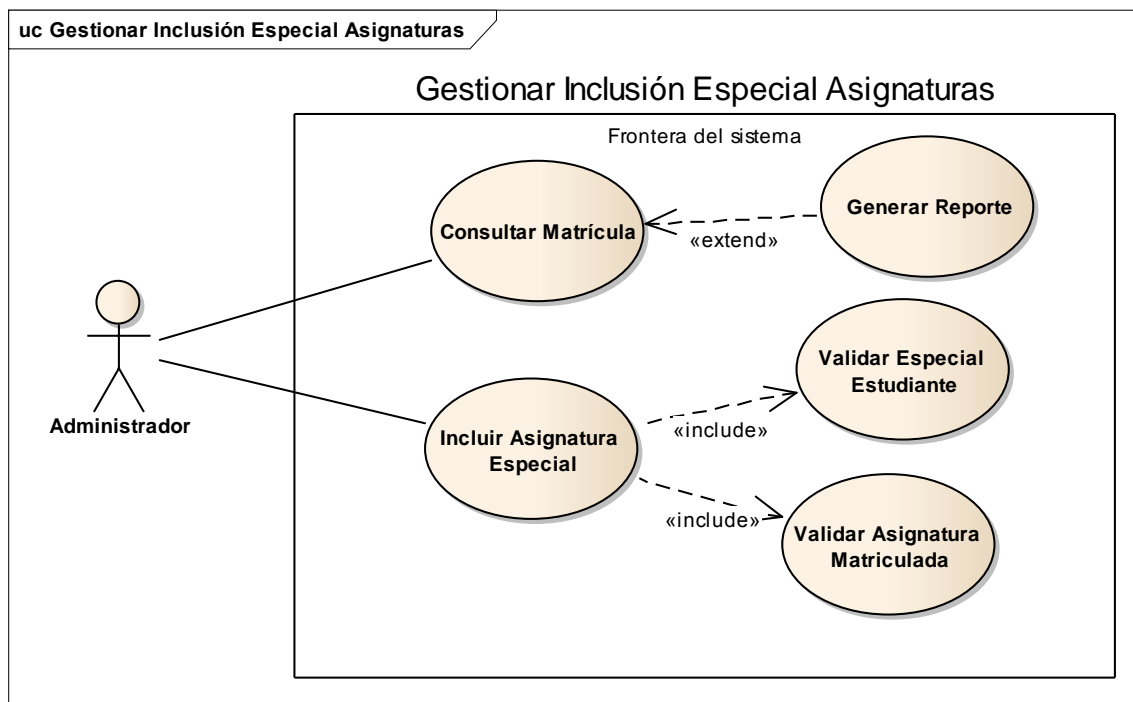 uc Gestionar Inclusión Especial Asignaturas
Gestionar Inclusión Especial Asignaturas
Frontera del sistema
Consultar Matrícula
«extend»
Generar Reporte
Administrador
Incluir Asignatura
Especial
«include»
Validar Especial
Estudiante
«include»
Validar Asignatura
Matriculada